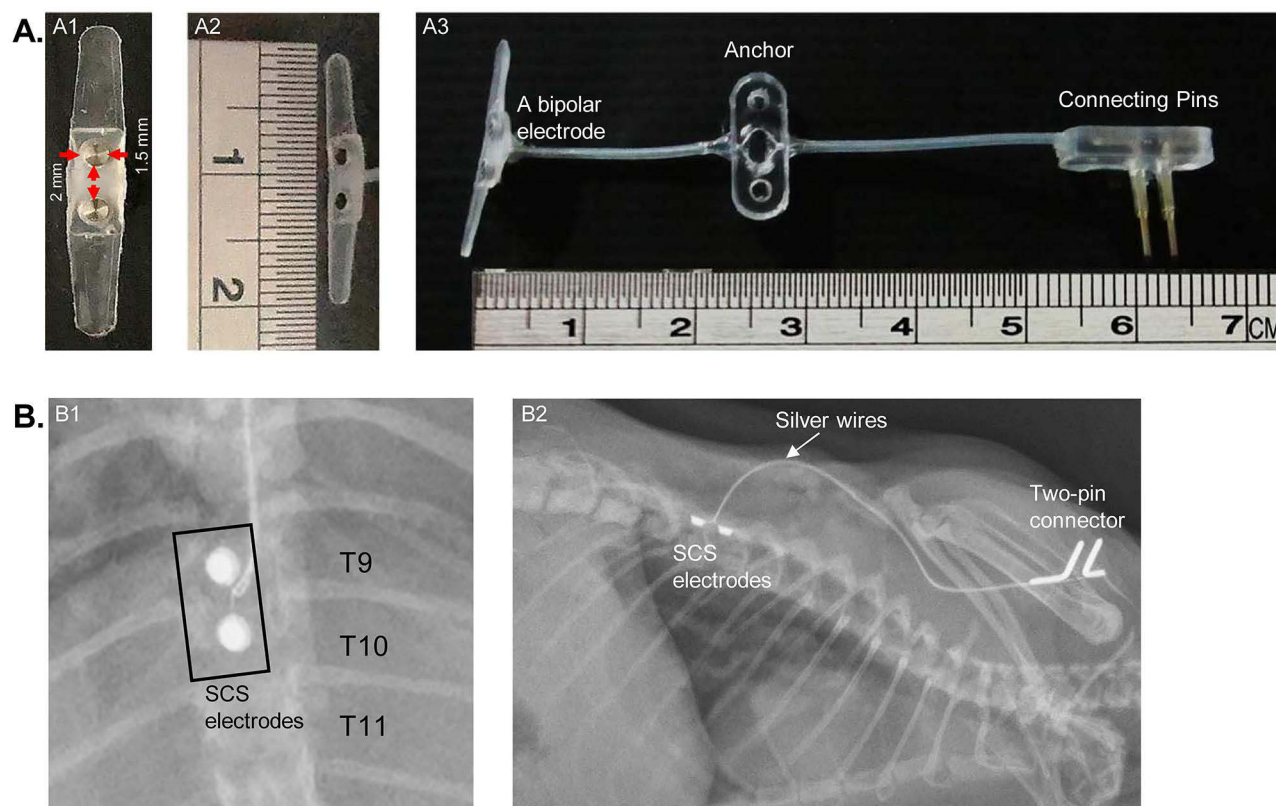 A.
A1
2 mm
1.5 mm
A2
1
2
A3
A bipolar
electrode
Anchor
Connecting Pins
1 2 3 4 5 6 7 CM
B.
B1
T9
T10
T11
SCS
electrodes
B2
Silver wires
SCS
electrodes
Two-pin
connector